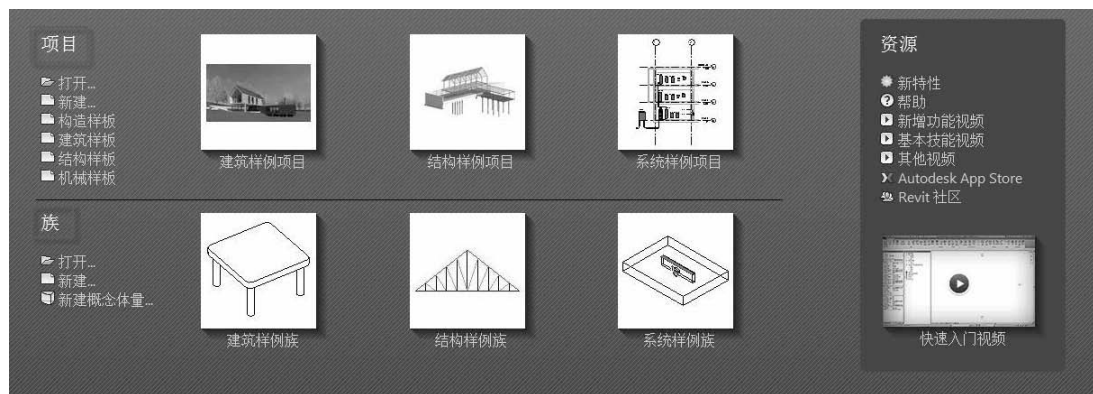 项目
打开...
新建...
构造样板
建筑样板
结构样板
机械样板
建筑样例项目
结构样例项目
系统样例项目
族
打开...
新建...
新建概念体量...
建筑样例族
结构样例族
系统样例族
资源
新特性
帮助
新增功能视频
基本技能视频
其他视频
Autodesk App Store
Revit 社区
快速入门视频